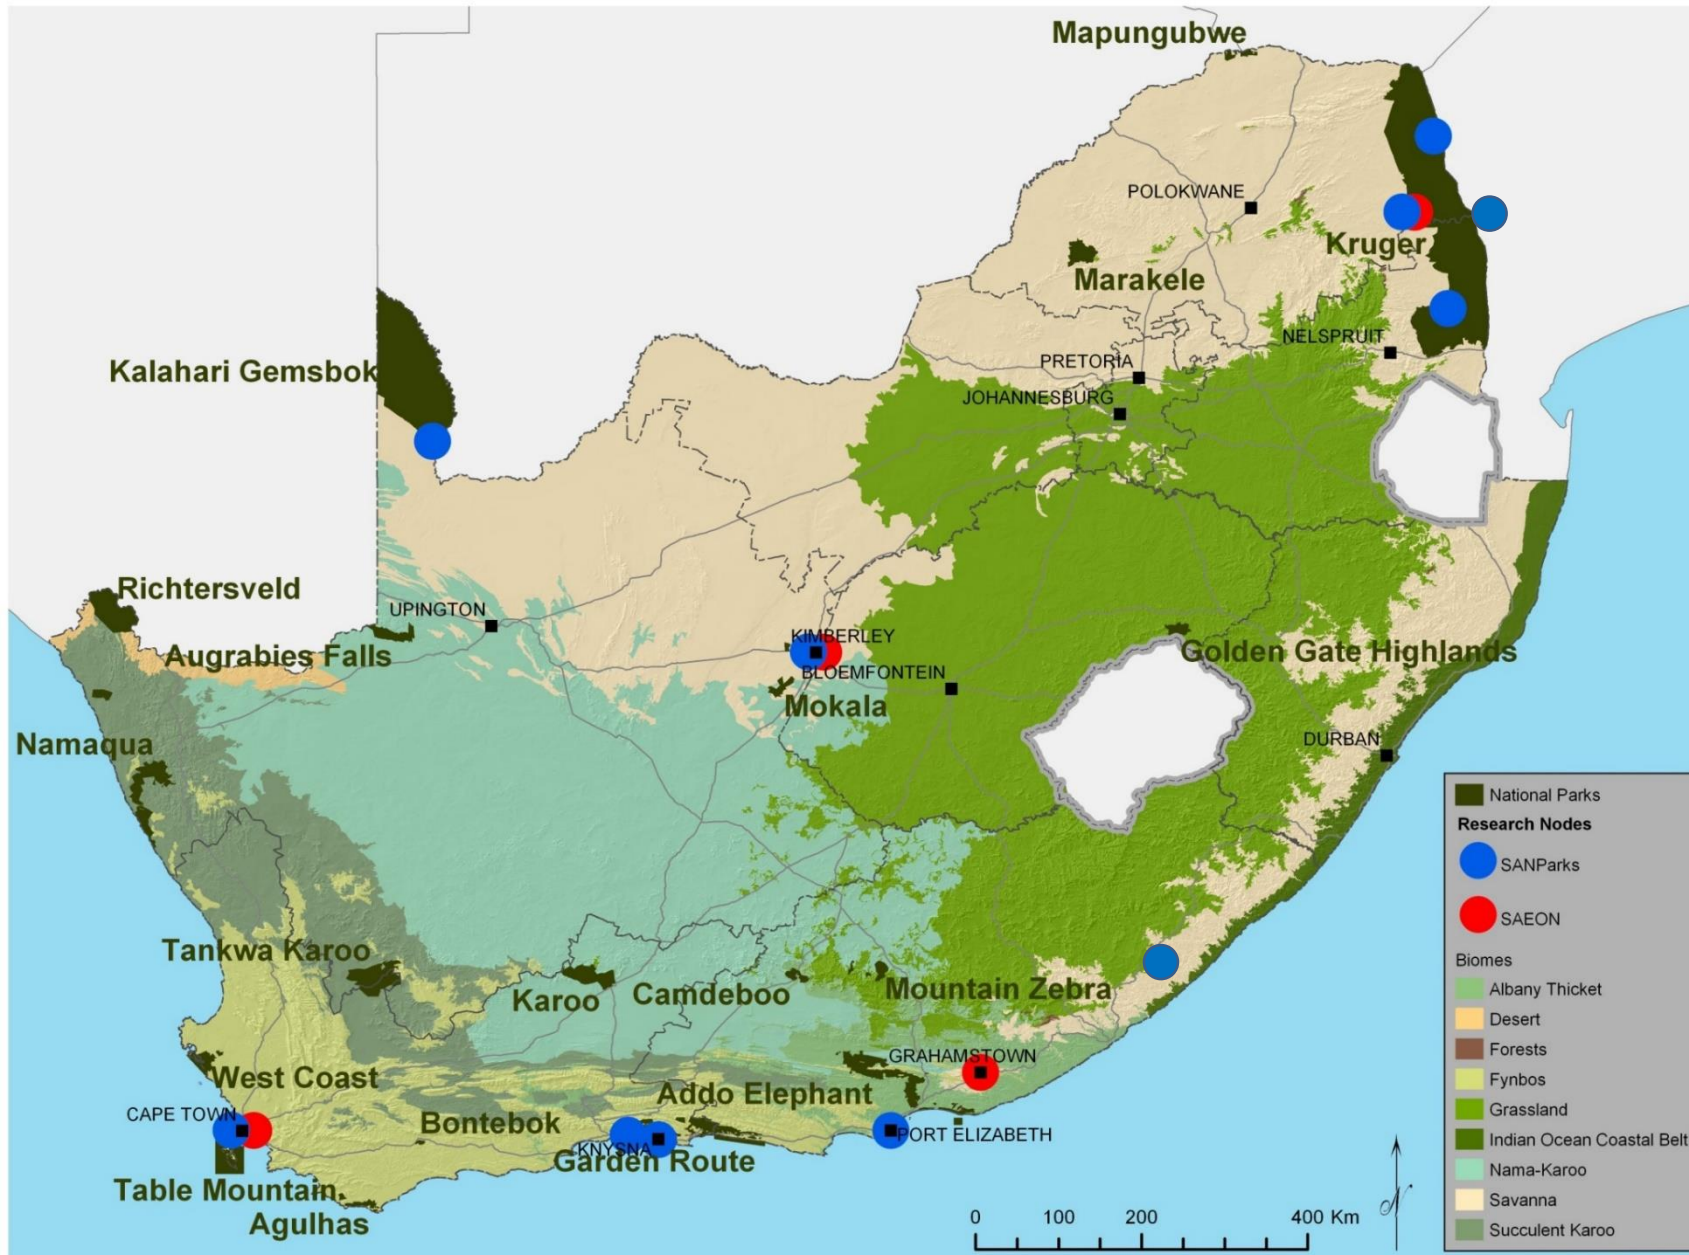 Mapungubwe
POLOKWANE
Kruger
Marakele
NELSPRUIT
PRETORIA
Kalahari Gemsbok
JOHANNESBURG
Richtersveld
UPINGTON
KIMBERLEY
Augrabies Falls
Golden Gate Highlands
BLOEMFONTEIN
Mokala
Namaqua
DURBAN
Tankwa Karoo
Karoo
Camdeboo
Mountain Zebra
GRAHAMSTOWN
West Coast
Addo Elephant
CAPE TOWN
Bontebok
PORT ELIZABETH
KNYSNA
Garden Route
Table Mountain
Agulhas
0 100 200 400 Km
N
National Parks
Research Nodes
SANParks
SAEON
Biomes
Albany Thicket
Desert
Forests
Fynbos
Grassland
Indian Ocean Coastal Belt
Nama-Karoo
Savanna
Succulent Karoo